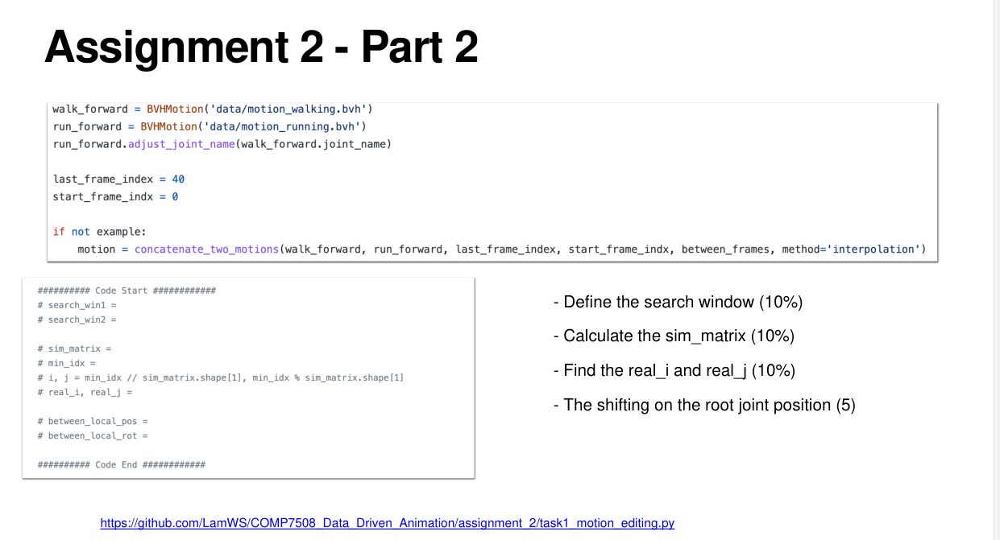 Assignment 2 - Part 2
walk_forward = BVHMotion('data/motion_walking.bvh')
run_forward = BVHMotion('data/motion_running.bvh')
run_forward.adjust_joint_name(walk_forward.joint_name)
last_frame_index = 40
start_frame_indx = 0
if not example:
    motion = concatenate_two_motions(walk_forward, run_forward, last_frame_index, start_frame_indx, between_frames, method='interpolation')
########## Code Start ############
# search_win1 =
# search_win2 =
# sim_matrix =
# min_idx =
# i, j = min_idx // sim_matrix.shape[1], min_idx % sim_matrix.shape[1]
# real_i, real_j =
# between_local_pos =
# between_local_rot =
########## Code End ############
- Define the search window (10%)
- Calculate the sim_matrix (10%)
- Find the real_i and real_j (10%)
- The shifting on the root joint position (5)
https://github.com/LamWS/COMP7508_Data_Driven_Animation/assignment_2/task1_motion_editing.py